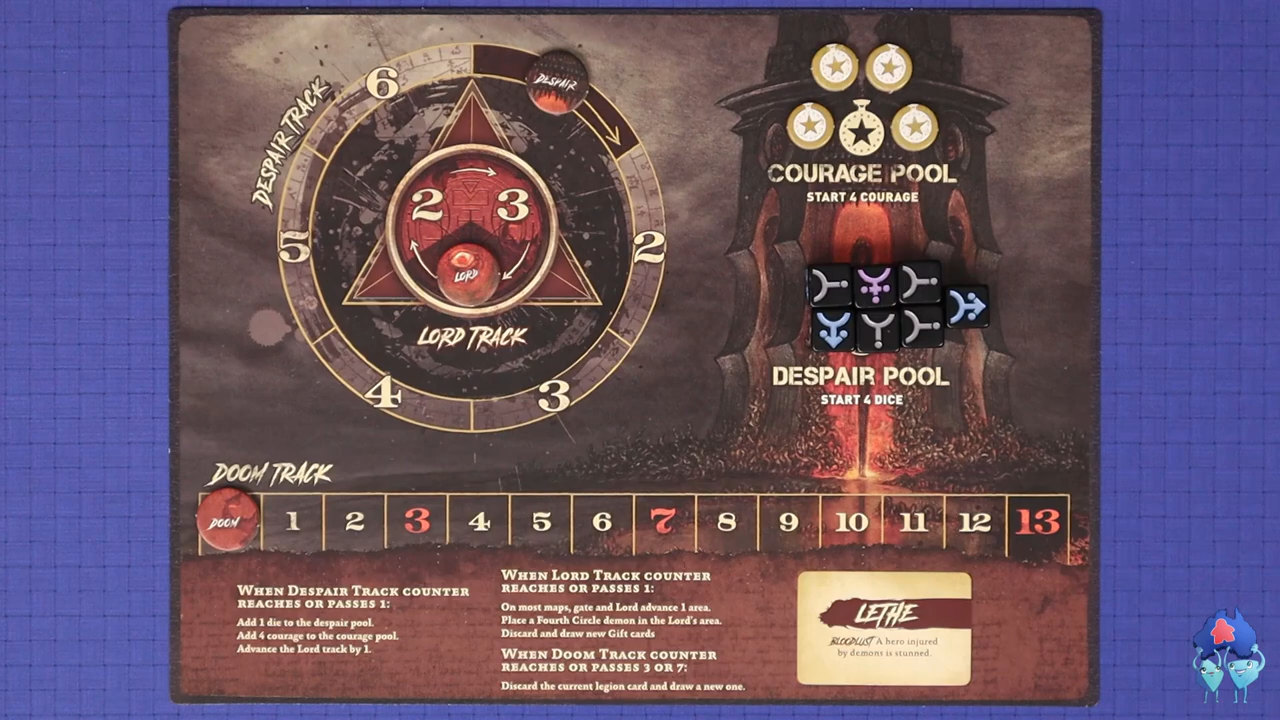 6
DESPAIR
DESPAIR TRACK
2 3
5
2
LORD
LORD TRACK
4
3
COURAGE POOL
START 4 COURAGE
DESPAIR POOL
START 4 DICE
DOOM TRACK
DOOM 1 2 3 4 5 6 7 8 9 10 11 12 13
WHEN DESPAIR TRACK COUNTER
REACHES OR PASSES 1:
Add 1 die to the despair pool.
Add 4 courage to the courage pool.
Advance the Lord track by 1.
WHEN LORD TRACK COUNTER
REACHES OR PASSES 1:
On most maps, gate and Lord advance 1 area.
Place a Fourth Circle demon in the Lord's area.
Discard and draw new Gift cards
WHEN DOOM TRACK COUNTER
REACHES OR PASSES 3 OR 7:
Discard the current legion card and draw a new one.
LETHE
BLOODLUST A hero injured
by demons is stunned.